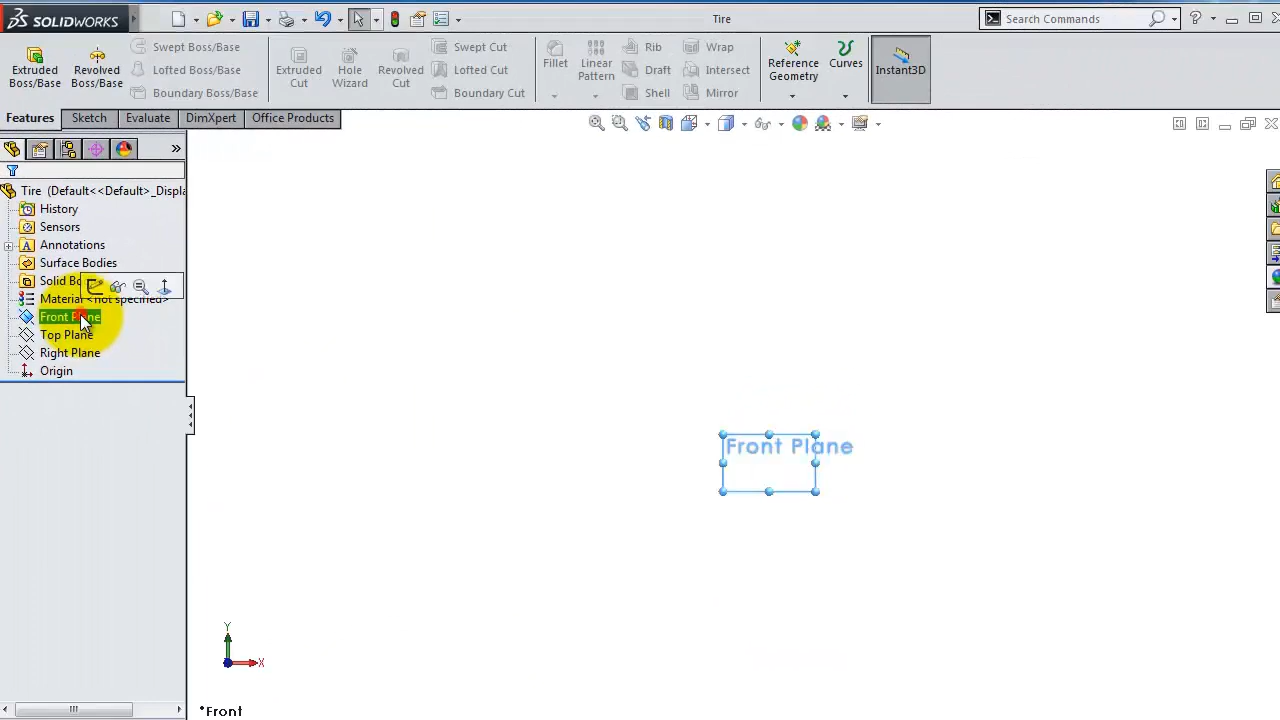 SOLIDWORKS
Tire
Search Commands
Extruded Boss/Base
Revolved Boss/Base
Swept Boss/Base
Lofted Boss/Base
Boundary Boss/Base
Extruded Cut
Hole Wizard
Revolved Cut
Swept Cut
Lofted Cut
Boundary Cut
Fillet
Linear Pattern
Rib
Draft
Shell
Wrap
Intersect
Mirror
Reference Geometry
Curves
Instant3D
Features
Sketch
Evaluate
DimXpert
Office Products
Tire (Default<<Default>_Displa
History
Sensors
A Annotations
Surface Bodies
Solid Bo
Material <not specified>
Front Plane
Top Plane
Right Plane
Origin
Front Plane
Y
X
*Front